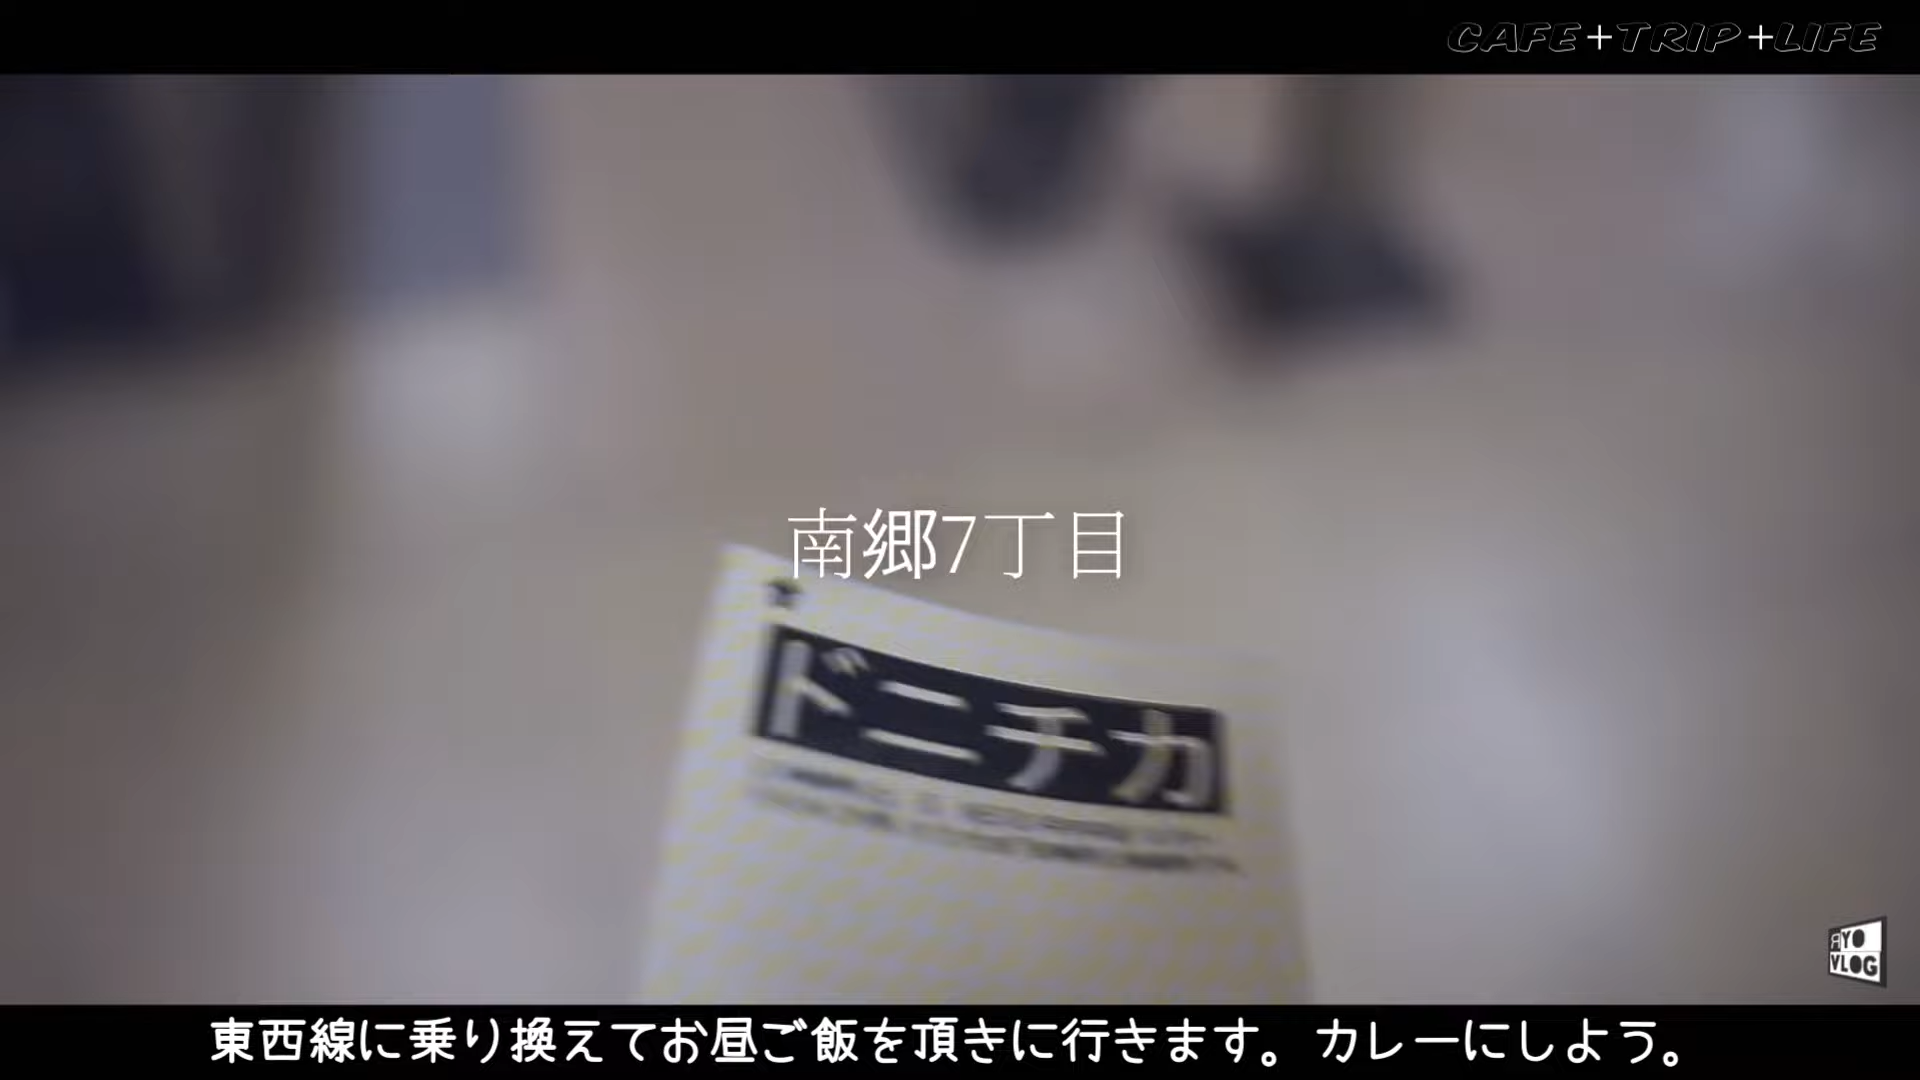 CAFE+TRIP+LIFE
南郷7丁目
ドニチカ
RYO
VLOG
東西線に乗り換えてお昼ご飯を頂きに行きます。カレーにしよう。